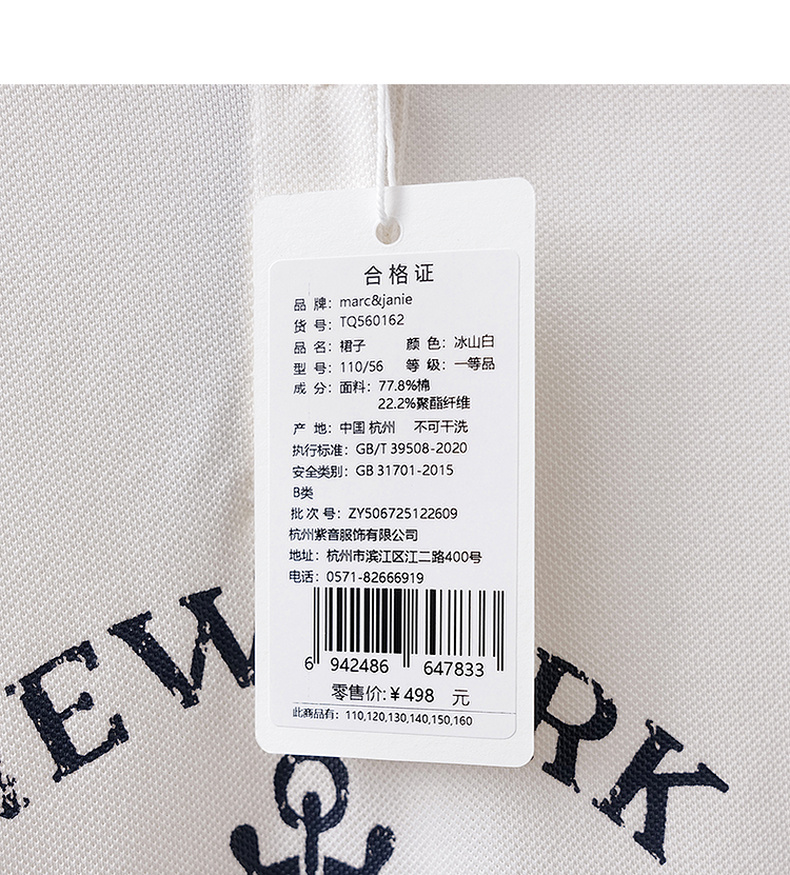 合格证
品 牌：marc&janie
货 号：TQ560162
品 名：裙子 颜 色：冰山白
型 号：110/56 等 级：一等品
成 分：面料：77.8%棉
22.2%聚酯纤维
产 地：中国 杭州 不可干洗
执行标准：GB/T 39508-2020
安全类别：GB 31701-2015
B类
批 次 号：ZY506725122609
杭州紫音服饰有限公司
地址：杭州市滨江区江二路400号
电话：0571-82666919
6 942486 647833
零售价:￥498 元
此商品有：110,120,130,140,150,160
EW RK